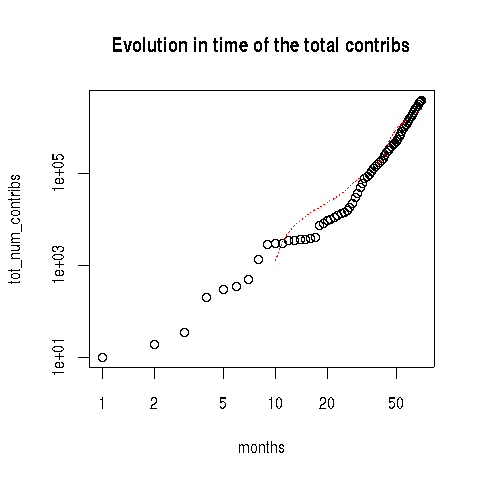 Evolution in time of the total contribs
tot_num_contribs
1e+05
1e+03
1e+01
1 2 5 10 20 50
months